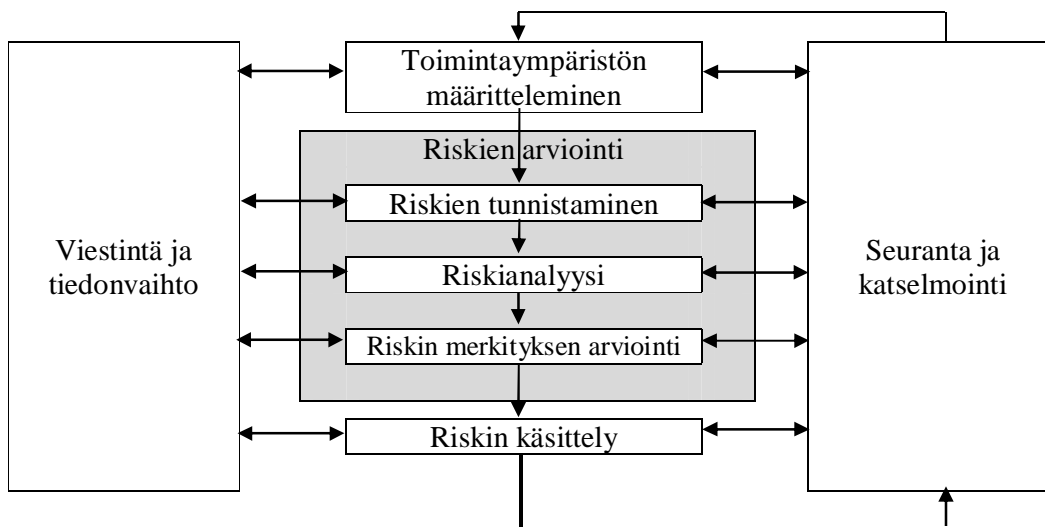 Toimintaympäristön
määritteleminen
Riskien arviointi
Riskien tunnistaminen
Viestintä ja
tiedonvaihto
Riskianalyysi
Seuranta ja
katselmointi
Riskin merkityksen arviointi
Riskin käsittely